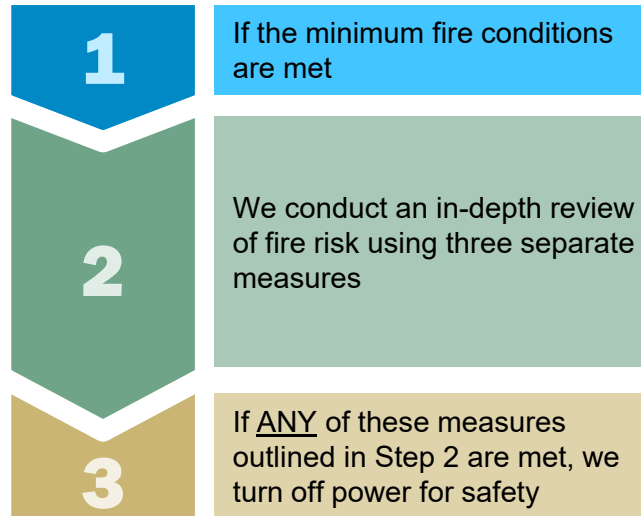 1
If the minimum fire conditions
are met
2
We conduct an in-depth review
of fire risk using three separate
measures
3
If ANY of these measures
outlined in Step 2 are met, we
turn off power for safety